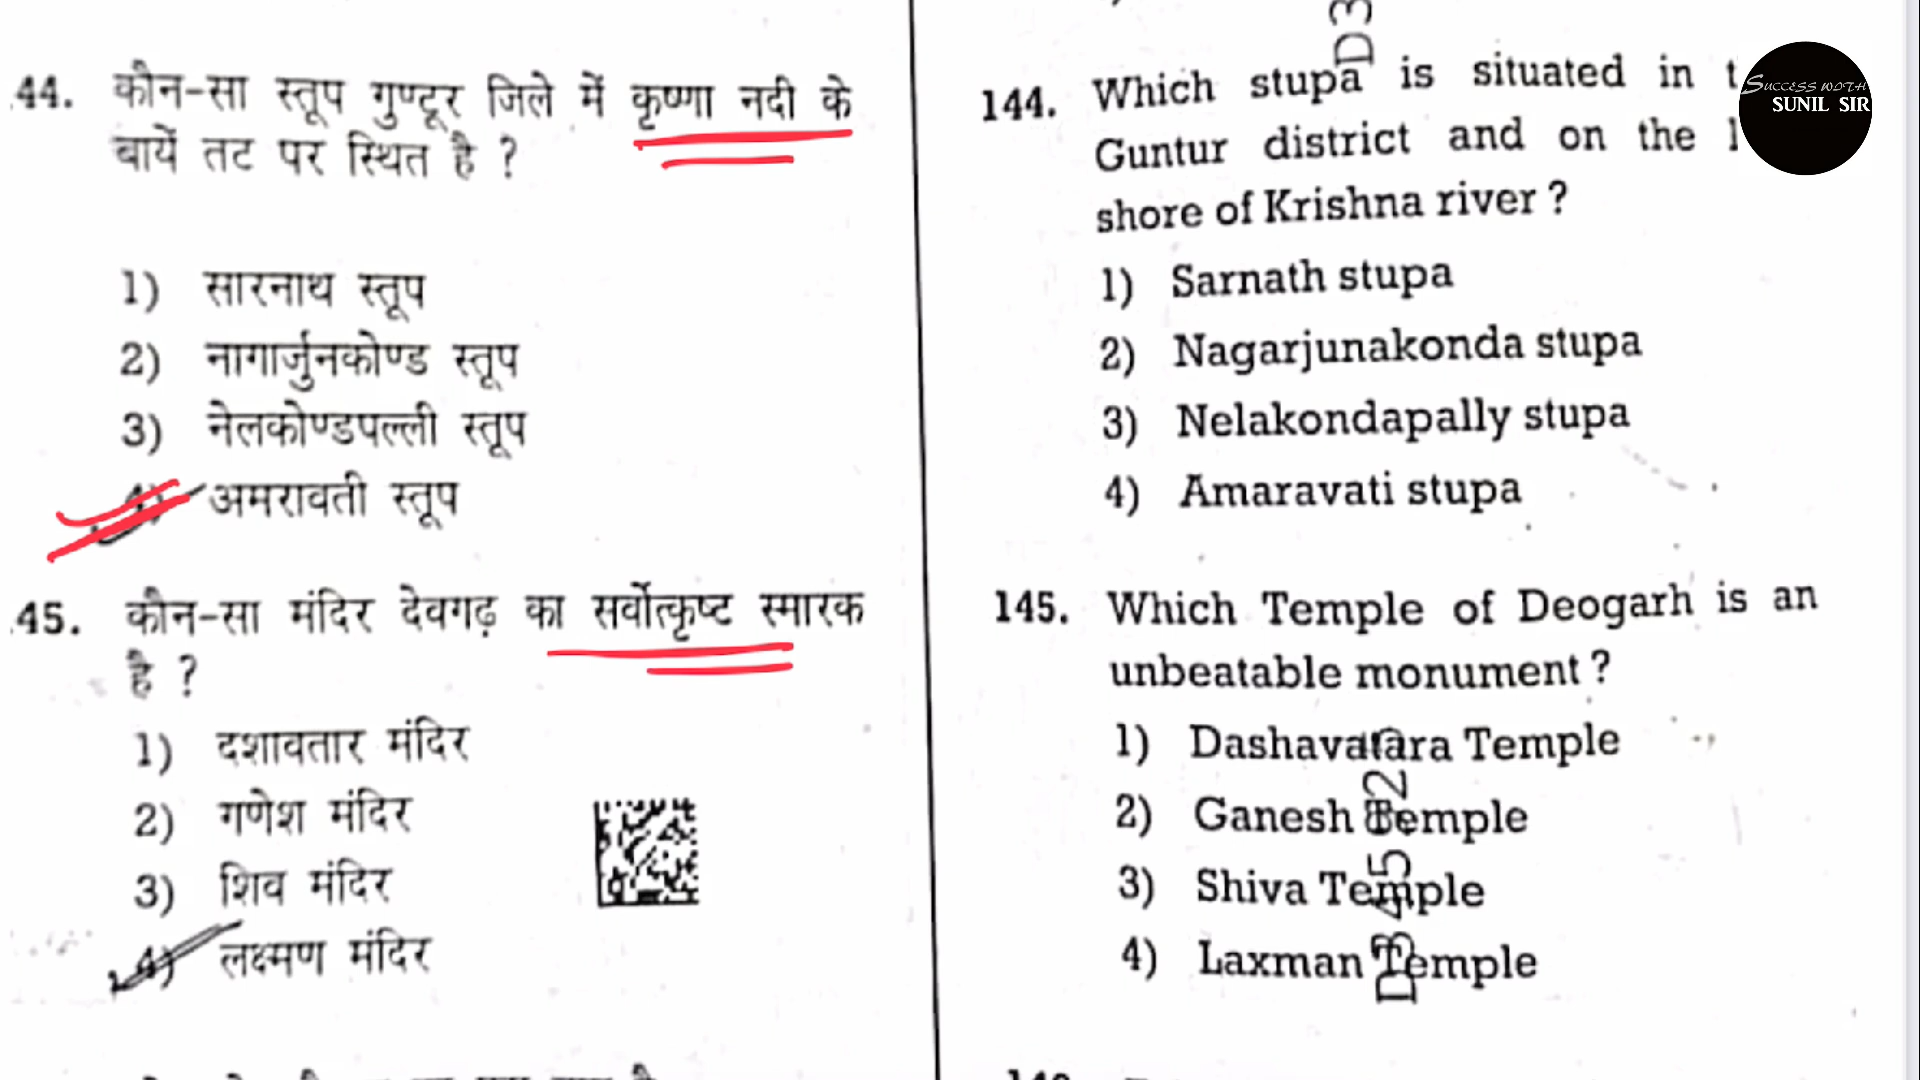 .44. कौन-सा स्तूप गुण्टूर जिले में कृष्णा नदी के
बायें तट पर स्थित है ?
1) सारनाथ स्तूप
2) नागार्जुनकोण्ड स्तूप
3) नेलकोण्डपल्ली स्तूप
4) अमरावती स्तूप
.45. कौन-सा मंदिर देवगढ़ का सर्वोत्कृष्ट स्मारक
है ?
1) दशावतार मंदिर
2) गणेश मंदिर
3) शिव मंदिर
4) लक्ष्मण मंदिर
D3
144. Which stupa is situated in
Guntur district and on the
shore of Krishna river ?
1) Sarnath stupa
2) Nagarjunakonda stupa
3) Nelakondapally stupa
4) Amaravati stupa
145. Which Temple of Deogarh is an
unbeatable monument ?
1) Dashavatara Temple
2) Ganesh Temple
3) Shiva Temple
4) Laxman Temple
SUCCESS WITH
SUNIL SIR